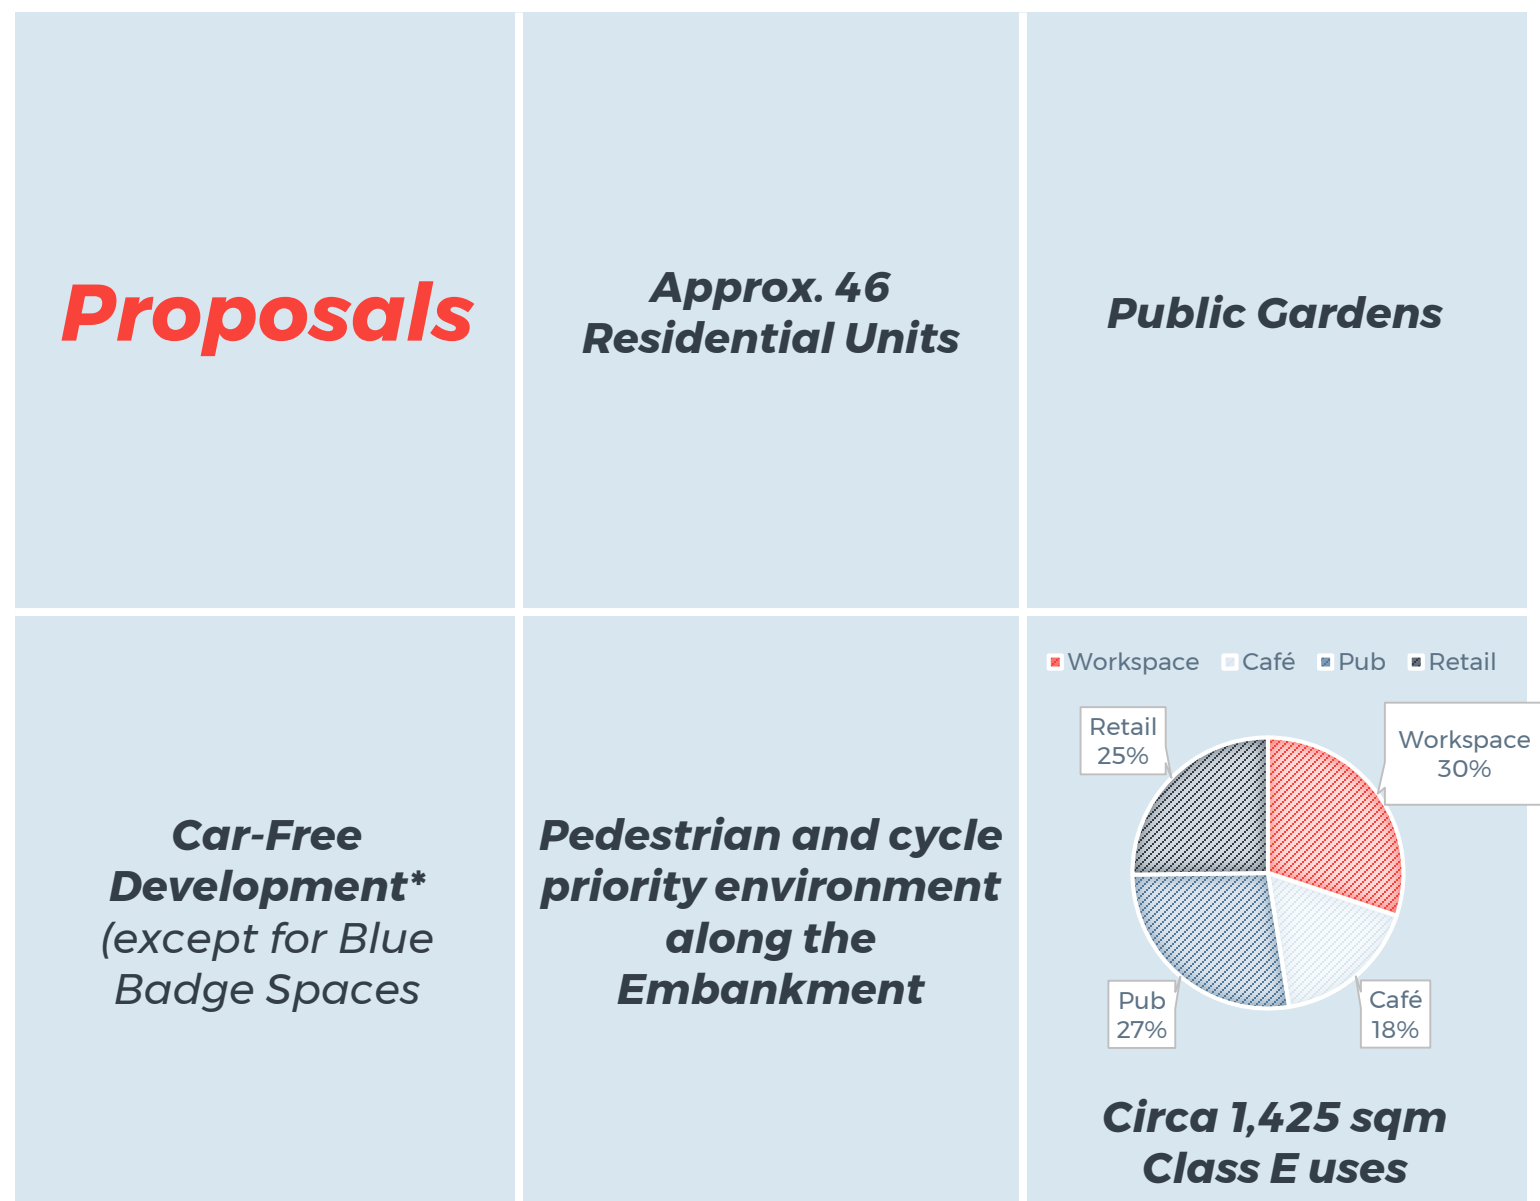 Proposals
Approx. 46
Residential Units
Public Gardens
Car-Free
Development*
(except for Blue
Badge Spaces
Pedestrian and cycle
priority environment
along the
Embankment
Workspace Café Pub Retail
Retail
25%
Workspace
30%
Pub
27%
Café
18%
Circa 1,425 sqm
Class E uses